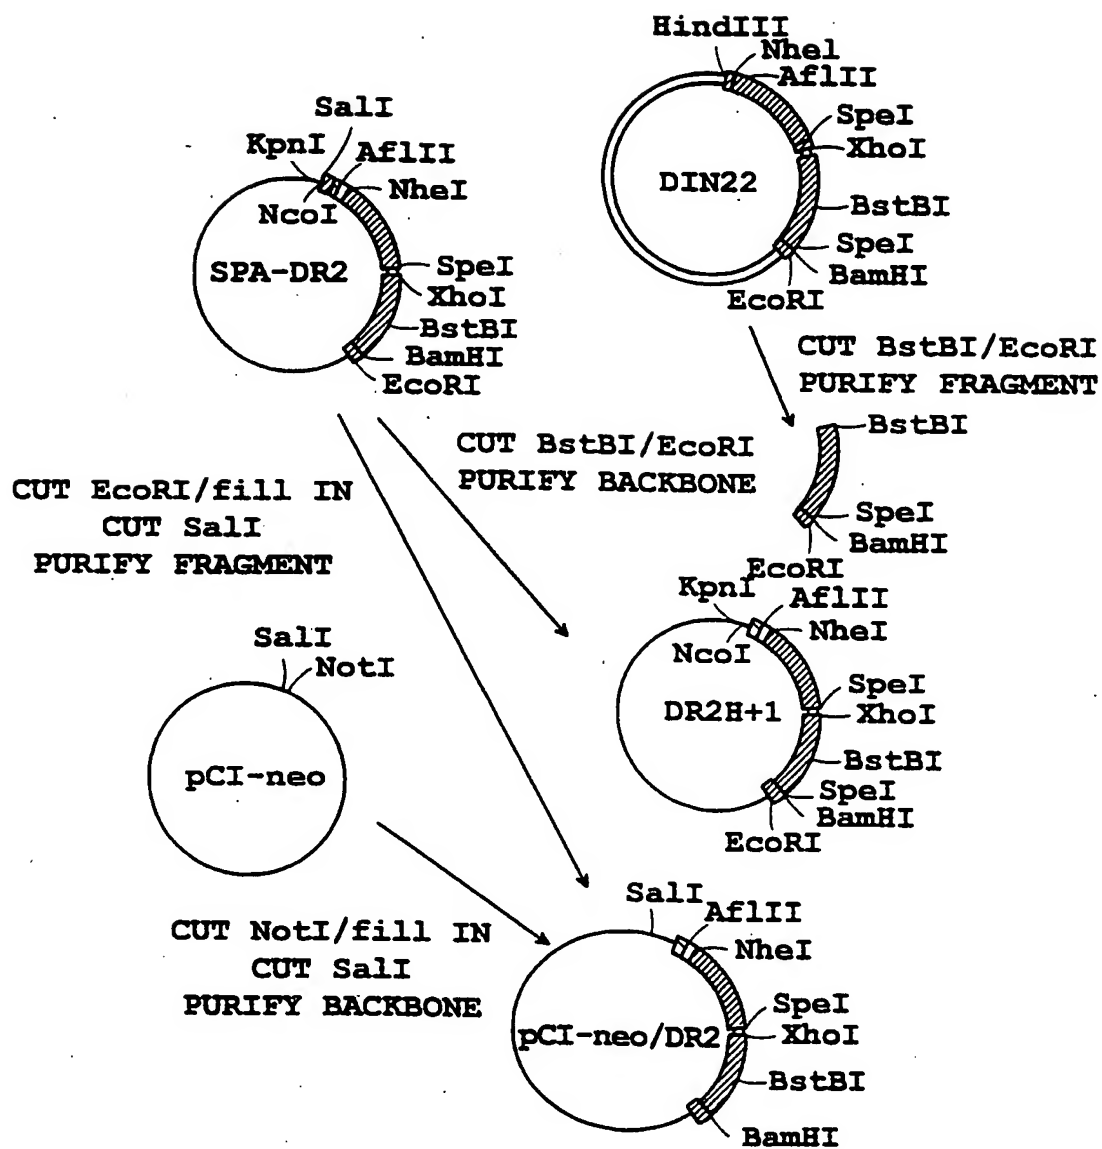 HindIII
NheI
AflII
SpeI
XhoI
DIN22
BstBI
SpeI
BamHI
EcoRI
SalI
KpnI
AflII
NheI
NcoI
SPA-DR2
SpeI
XhoI
BstBI
BamHI
EcoRI
CUT BstBI/EcoRI
PURIFY FRAGMENT
BstBI
SpeI
BamHI
EcoRI
CUT BstBI/EcoRI
PURIFY BACKBONE
CUT EcoRI/fill IN
CUT SalI
PURIFY FRAGMENT
KpnI
AflII
NheI
NcoI
SpeI
DR2H+1
XhoI
BstBI
SpeI
BamHI
EcoRI
SalI
NotI
pCI-neo
CUT NotI/fill IN
CUT SalI
PURIFY BACKBONE
SalI
AflII
NheI
SpeI
XhoI
pCI-neo/DR2
BstBI
BamHI